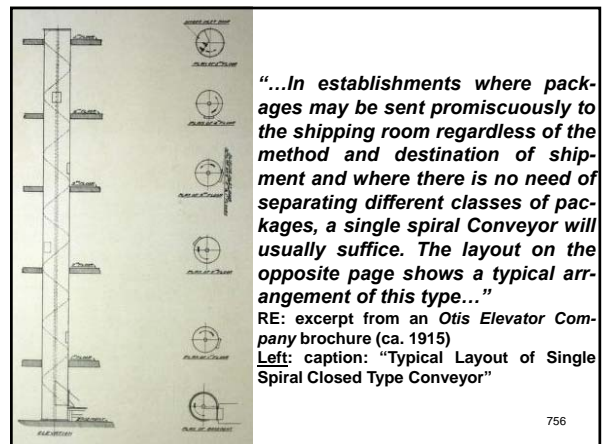 "…In establishments where pack-
ages may be sent promiscuously to
the shipping room regardless of the
method and destination of ship-
ment and where there is no need of
separating different classes of pac-
kages, a single spiral Conveyor will
usually suffice. The layout on the
opposite page shows a typical arr-
angement of this type…"
RE: excerpt from an Otis Elevator Com-
pany brochure (ca. 1915)
Left: caption: "Typical Layout of Single
Spiral Closed Type Conveyor"
756
ELEVATION
PLAN OF BASEMENT